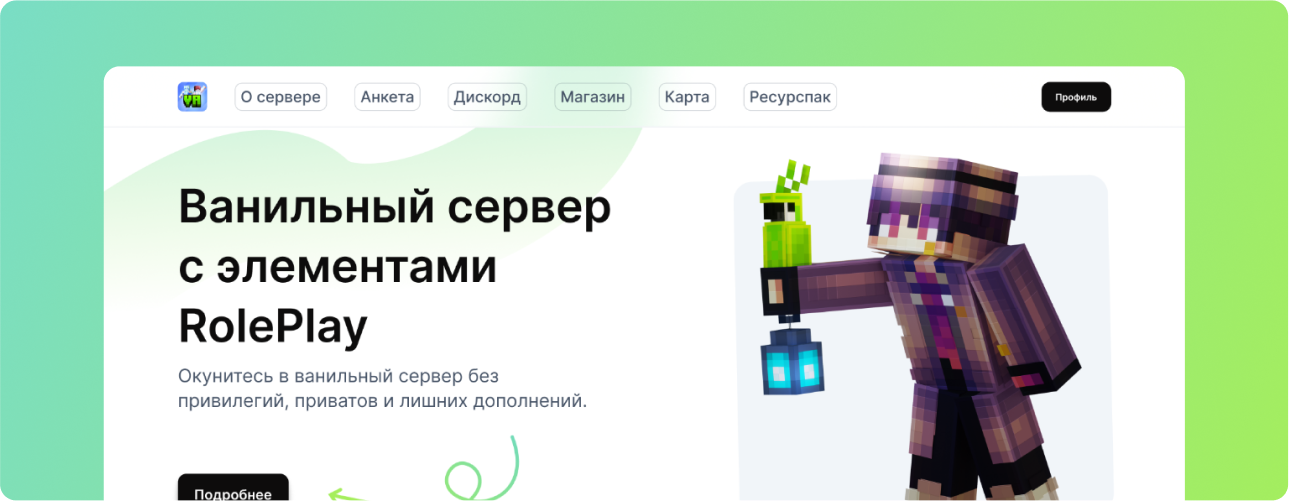 VA
О сервере
Анкета
Дискорд
Магазин
Карта
Ресурспак
Профиль
Ванильный сервер
с элементами
RolePlay
Окунитесь в ванильный сервер без
привилегий, приватов и лишних дополнений.
Подробнее